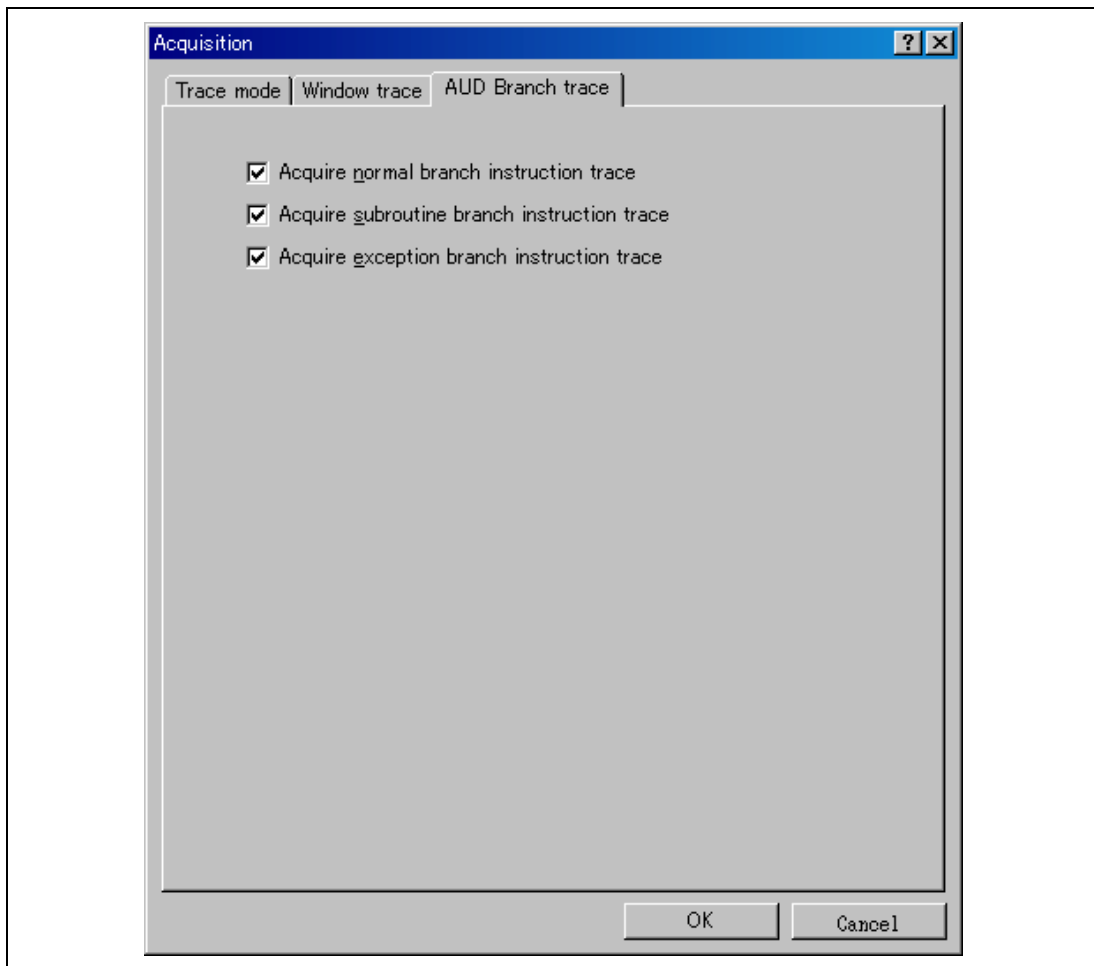 Acquisition
Trace mode Window trace AUD Branch trace
Acquire normal branch instruction trace
Acquire subroutine branch instruction trace
Acquire exception branch instruction trace
OK Cancel